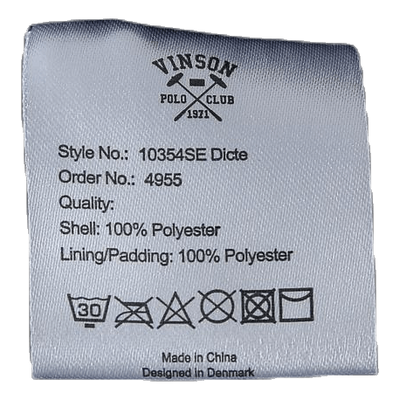 VINSON
POLO CLUB
1971
Style No.: 10354SE Dicte
Order No.: 4955
Quality:
Shell: 100% Polyester
Lining/Padding: 100% Polyester
30
Made in China
Designed in Denmark